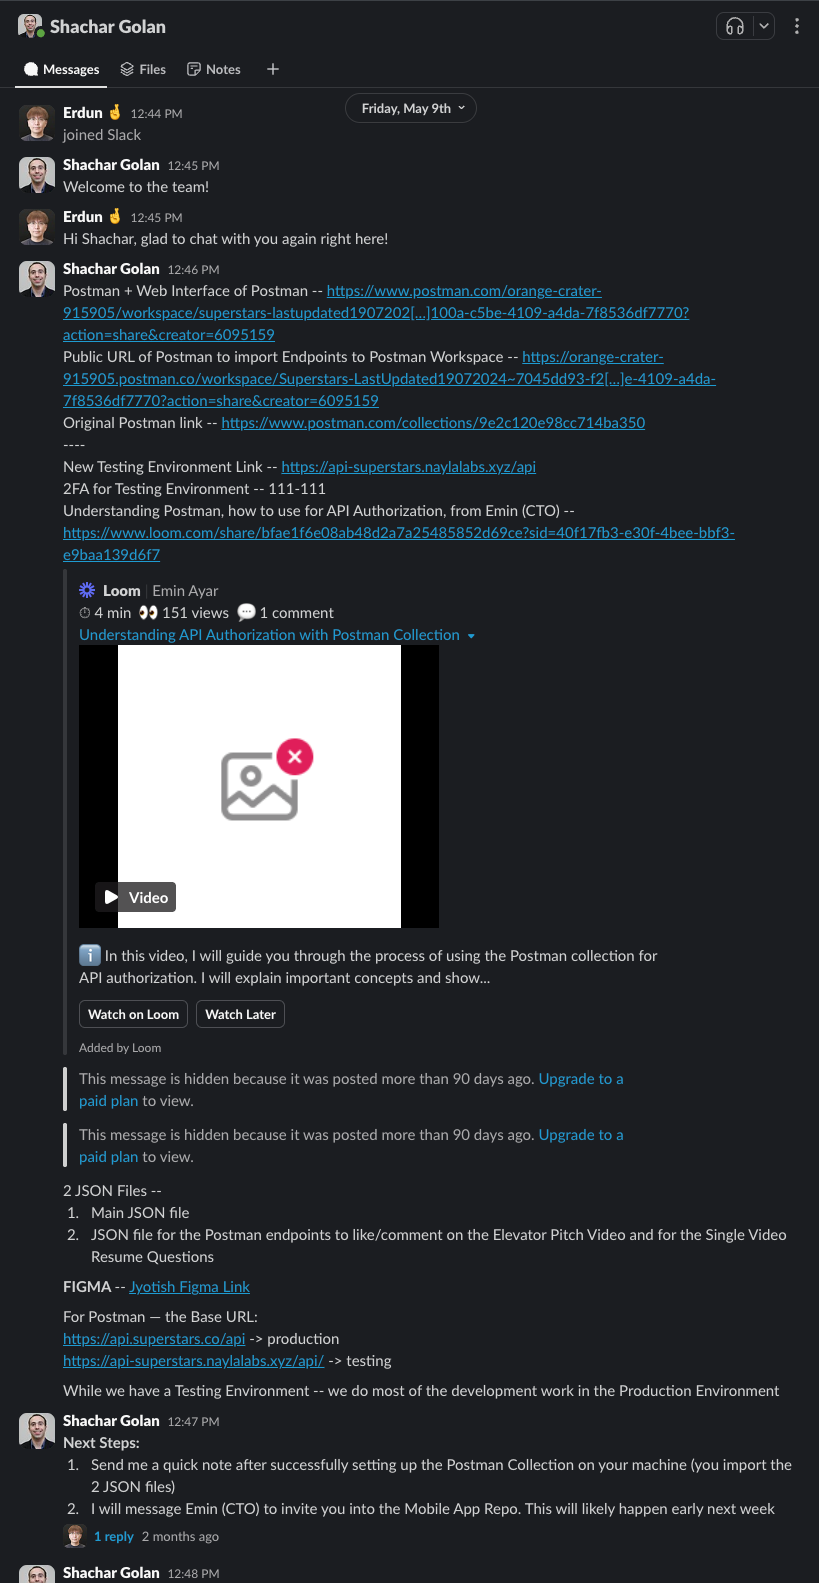 Shachar Golan
Messages Files Notes
Friday, May 9th
Erdun 🤞 12:44 PM
joined Slack
Shachar Golan 12:45 PM
Welcome to the team!
Erdun 🤞 12:45 PM
Hi Shachar, glad to chat with you again right here!
Shachar Golan 12:46 PM
Postman + Web Interface of Postman -- https://www.postman.com/orange-crater-
915905/workspace/superstars-lastupdated1907202[...]100a-c5be-4109-a4da-7f8536df7770?
action=share&creator=6095159
Public URL of Postman to import Endpoints to Postman Workspace -- https://orange-crater-
915905.postman.co/workspace/Superstars-LastUpdated19072024~7045dd93-f2[...]e-4109-a4da-
7f8536df7770?action=share&creator=6095159
Original Postman link -- https://www.postman.com/collections/9e2c120e98cc714ba350
----
New Testing Environment Link -- https://api-superstars.naylalabs.xyz/api
2FA for Testing Environment -- 111-111
Understanding Postman, how to use for API Authorization, from Emin (CTO) --
https://www.loom.com/share/bfae1f6e08ab48d2a7a25485852d69ce?sid=40f17fb3-e30f-4bee-bbf3-
e9baa139d6f7
Loom | Emin Ayar
⏱ 4 min 👀 151 views 💬 1 comment
Understanding API Authorization with Postman Collection
Video
ℹ️ In this video, I will guide you through the process of using the Postman collection for
API authorization. I will explain important concepts and show...
Watch on Loom Watch Later
Added by Loom
This message is hidden because it was posted more than 90 days ago. Upgrade to a
paid plan to view.
This message is hidden because it was posted more than 90 days ago. Upgrade to a
paid plan to view.
2 JSON Files --
1. Main JSON file
2. JSON file for the Postman endpoints to like/comment on the Elevator Pitch Video and for the Single Video
Resume Questions
FIGMA -- Jyotish Figma Link
For Postman — the Base URL:
https://api.superstars.co/api -> production
https://api-superstars.naylalabs.xyz/api/ -> testing
While we have a Testing Environment -- we do most of the development work in the Production Environment
Shachar Golan 12:47 PM
Next Steps:
1. Send me a quick note after successfully setting up the Postman Collection on your machine (you import the
2 JSON files)
2. I will message Emin (CTO) to invite you into the Mobile App Repo. This will likely happen early next week
1 reply 2 months ago
Shachar Golan 12:48 PM